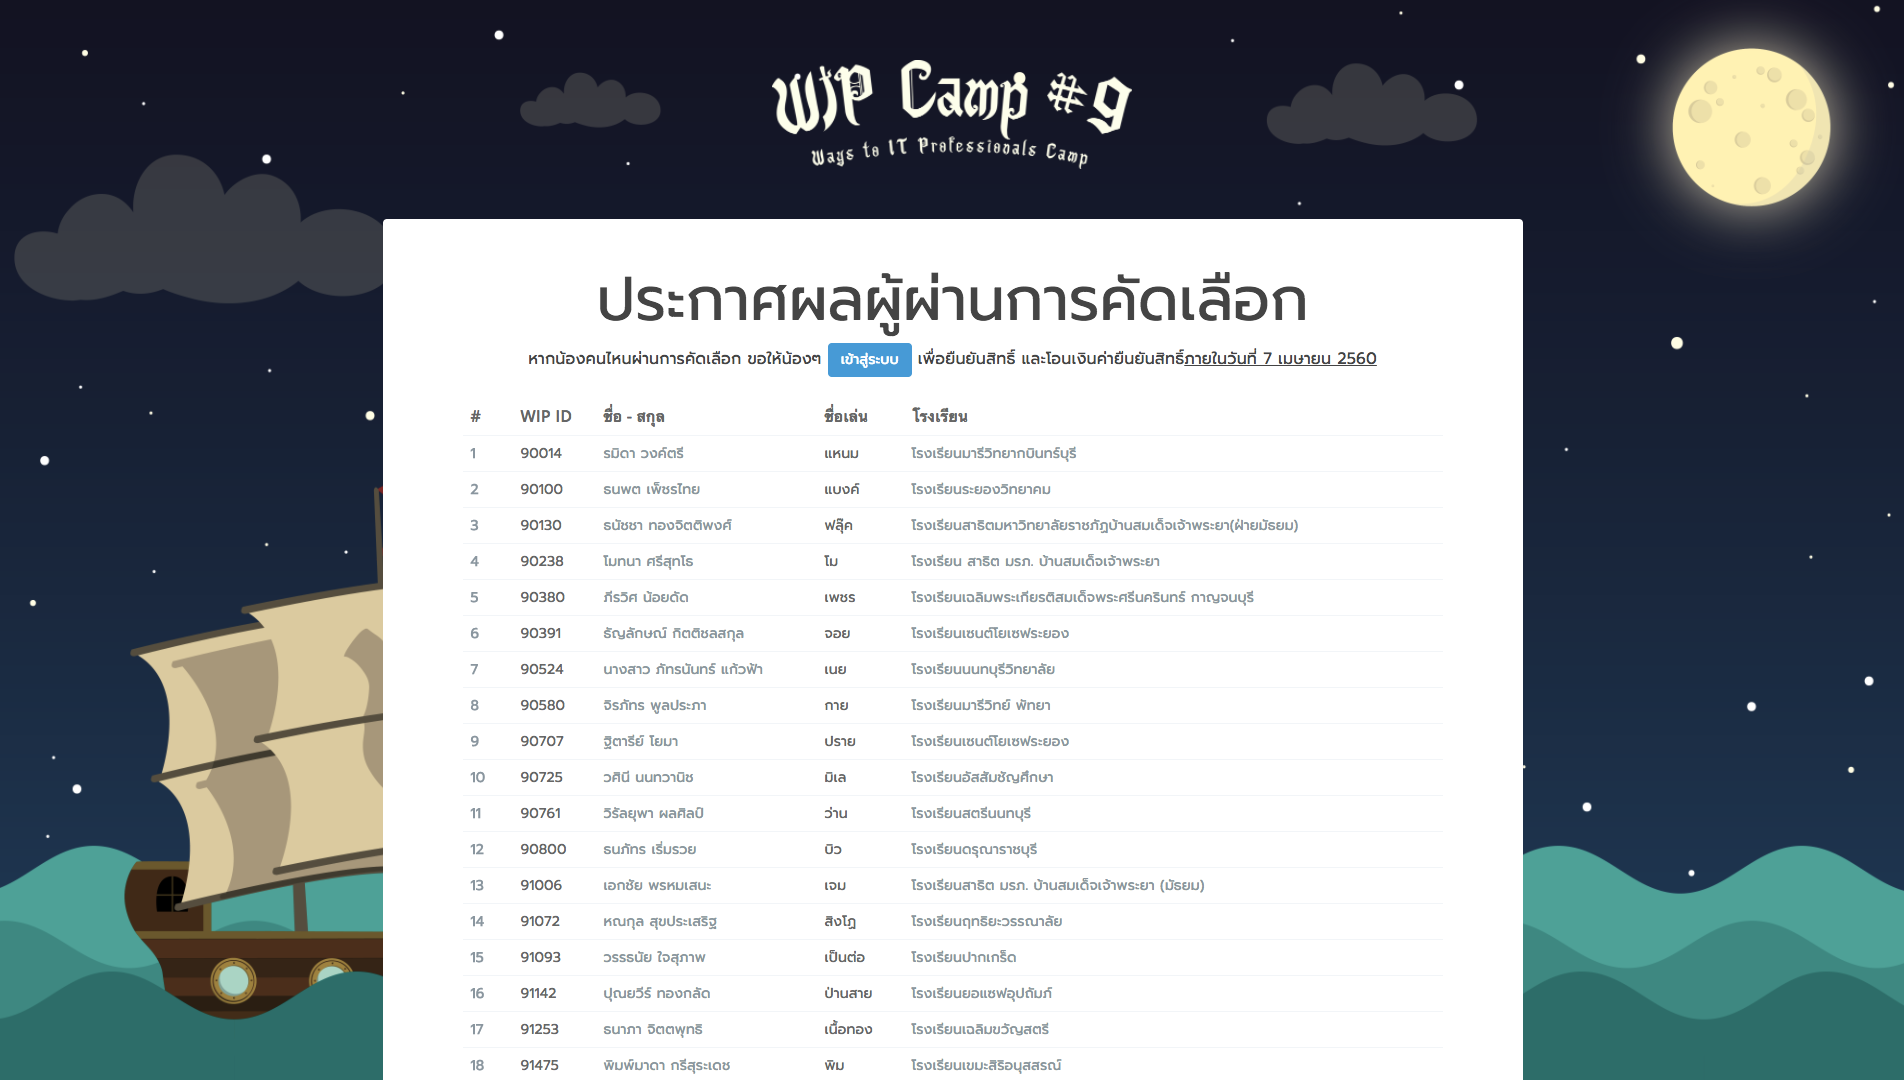 WIP Camp #9
Ways to IT Professionals Camp
ประกาศผลผู้ผ่านการคัดเลือก
หากน้องคนไหนผ่านการคัดเลือก ขอให้น้องๆ เข้าสู่ระบบ เพื่อยืนยันสิทธิ์ และโอนเงินค่ายืนยันสิทธิ์ภายในวันที่ 7 เมษายน 2560
# WIP ID ชื่อ - สกุล ชื่อเล่น โรงเรียน
1 90014 รมิดา วงค์ตรี แหนม โรงเรียนมารีวิทยากบินทร์บุรี
2 90100 ธนพต เพ็ชรไทย แบงค์ โรงเรียนระยองวิทยาคม
3 90130 ธนัชชา ทองจิตติพงศ์ ฟลุ๊ค โรงเรียนสาธิตมหาวิทยาลัยราชภัฏบ้านสมเด็จเจ้าพระยา(ฝ่ายมัธยม)
4 90238 โมทนา ศรีสุทโธ โม โรงเรียน สาธิต มรภ. บ้านสมเด็จเจ้าพระยา
5 90380 ภีรวิศ น้อยดัด เพชร โรงเรียนเฉลิมพระเกียรติสมเด็จพระศรีนครินทร์ กาญจนบุรี
6 90391 ธัญลักษณ์ กิตติชลสกุล จอย โรงเรียนเซนต์โยเซฟระยอง
7 90524 นางสาว ภัทรนันทร์ แก้วฟ้า เนย โรงเรียนนนทบุรีวิทยาลัย
8 90580 จิรภัทร พูลประภา กาย โรงเรียนมารีวิทย์ พัทยา
9 90707 ฐิตารีย์ โยมา ปราย โรงเรียนเซนต์โยเซฟระยอง
10 90725 วศินี นนทวานิช มิเล โรงเรียนอัสสัมชัญศึกษา
11 90761 วิรัลยุพา ผลศิลป์ ว่าน โรงเรียนสตรีนนทบุรี
12 90800 ธนภัทร เริ่มรวย บิว โรงเรียนดรุณาราชบุรี
13 91006 เอกชัย พรหมเสนะ เจม โรงเรียนสาธิต มรภ. บ้านสมเด็จเจ้าพระยา (มัธยม)
14 91072 หณกุล สุขประเสริฐ สิงโฏ โรงเรียนฤทธิยะวรรณาลัย
15 91093 วรรธนัย ใจสุภาพ เป็นต่อ โรงเรียนปากเกร็ด
16 91142 ปุณยวีร์ ทองกลัด ป่านสาย โรงเรียนยอแซฟอุปถัมภ์
17 91253 ธนาภา จิตตพุทธิ เนื้อทอง โรงเรียนเฉลิมขวัญสตรี
18 91475 พิมพ์มาดา กรีสุระเดช พิม โรงเรียนเขมะสิริอนุสสรณ์